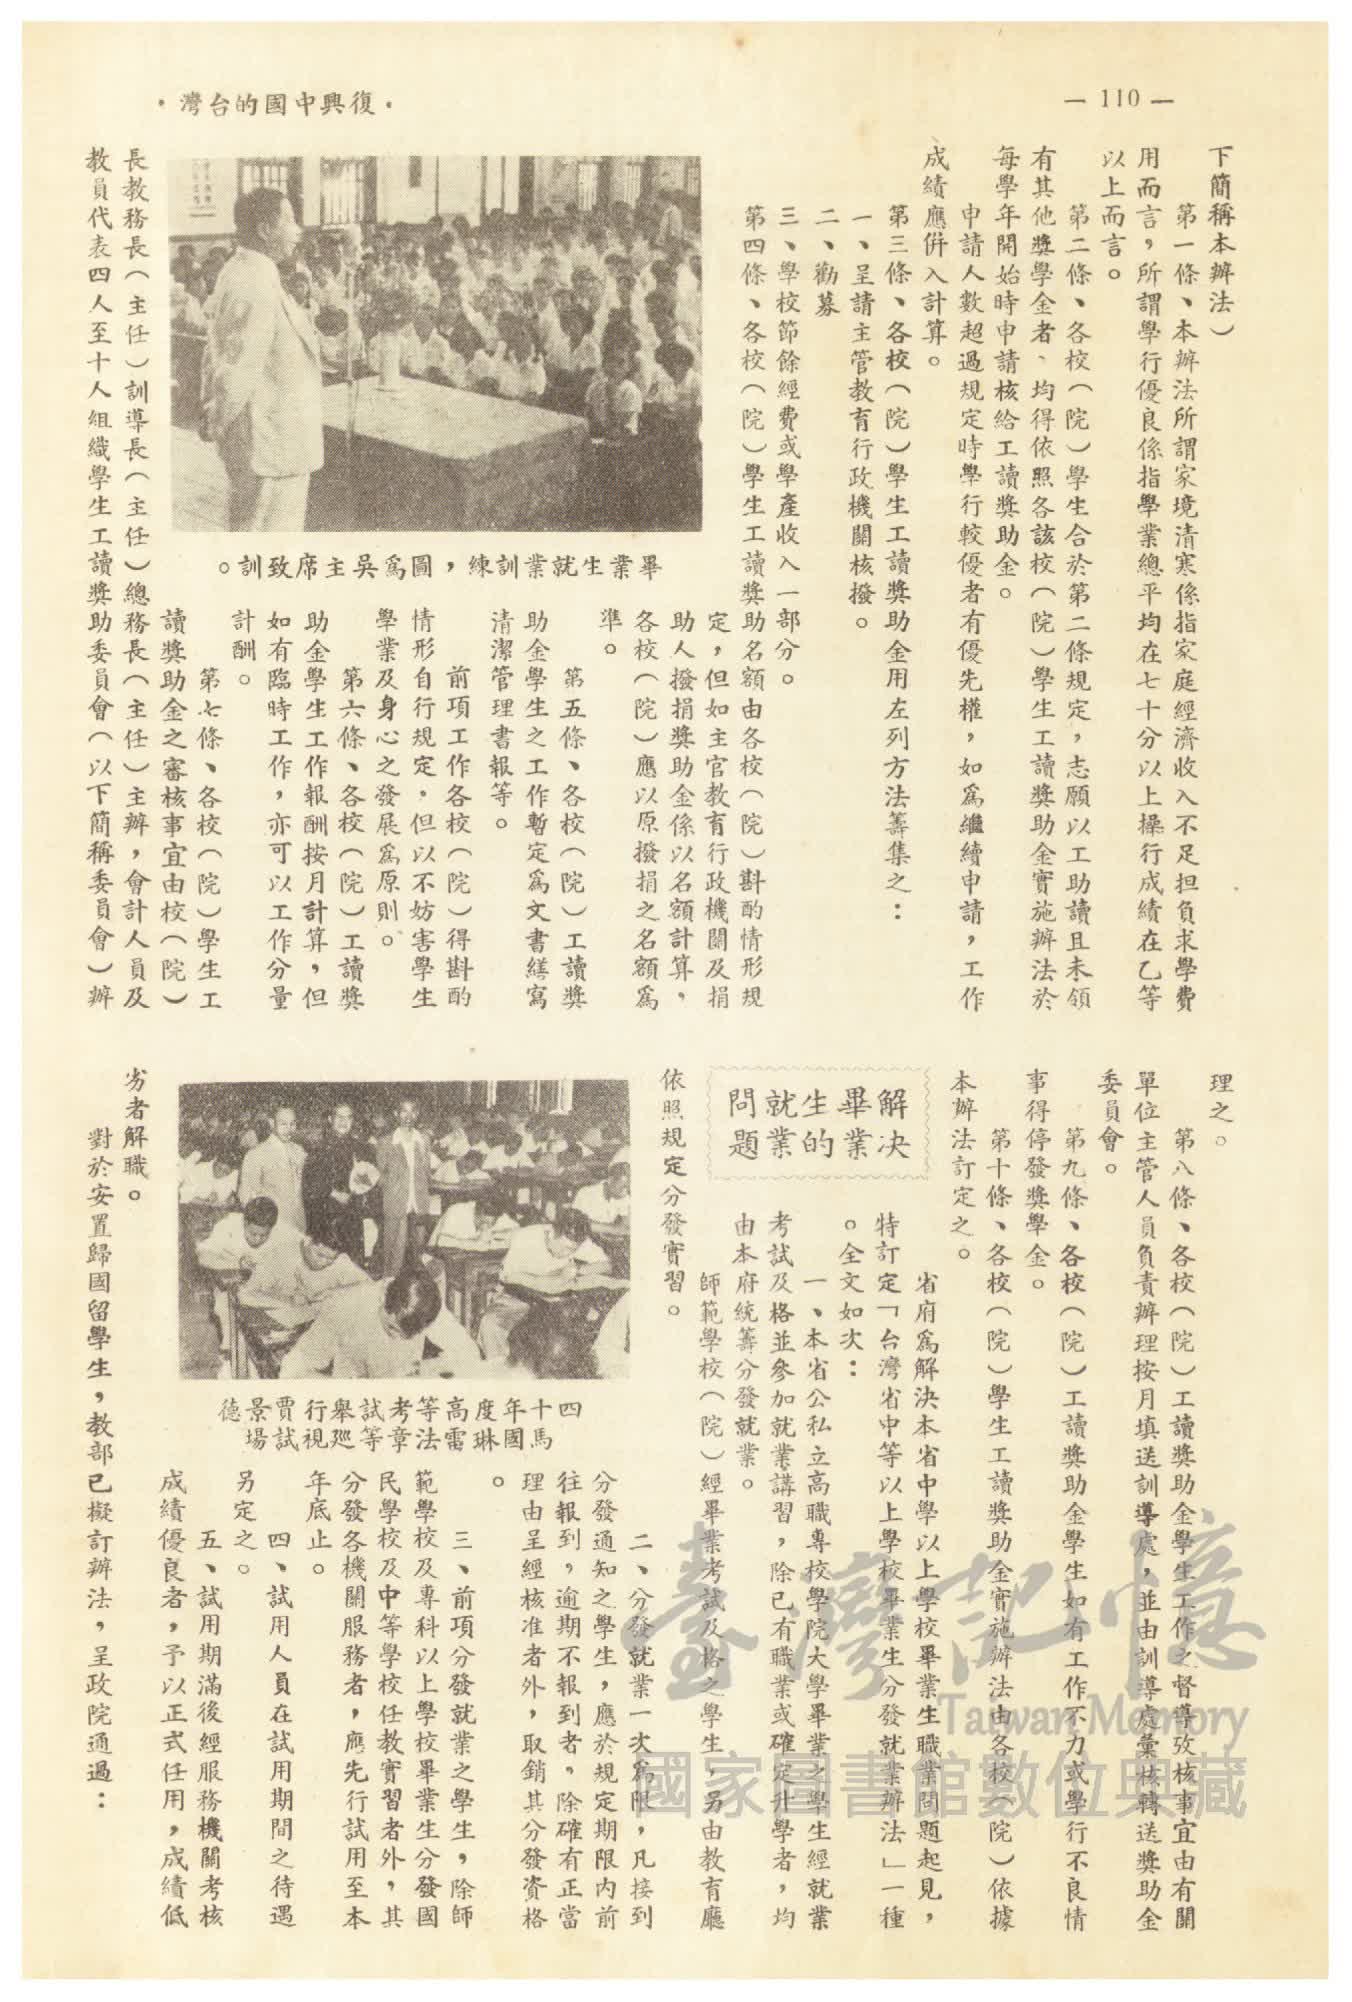 — 110 —
·復興中國的台灣·
下簡稱本辦法）
第一條、本辦法所謂家境清寒係指家庭經濟收入不足担負求學費
用而言，所謂學行優良係指學業總平均在七十分以上操行成績在乙等
以上而言。
第二條、各校（院）學生合於第二條規定，志願以工助讀且未領
有其他獎學金者、均得依照各該校（院）學生工讀獎助金實施辦法於
每學年開始時申請核給工讀獎助金。
申請人數超過規定時學行較優者有優先權，如爲繼續申請，工作
成績應併入計算。
第三條、各校（院）學生工讀獎助金用左列方法籌集之：
一、呈請主管教育行政機關核撥。
二、勸募
三、學校節餘經費或學產收入一部分。
第四條、各校（院）學生工讀獎助名額由各校（院）斟酌情形規
定，但如主官教育行政機關及捐
助人撥捐獎助金係以名額計算，
各校（院）應以原撥捐之名額爲
準。
第五條、各校（院）工讀獎
助金學生之工作暫定爲文書繕寫
清潔管理書報等。
前項工作各校（院）得斟酌
情形自行規定，但以不妨害學生
學業及身心之發展爲原則。
第六條、各校（院）工讀獎
助金學生工作報酬按月計算，但
如有臨時工作，亦可以工作分量
計酬。
第七條、各校（院）學生工
讀獎助金之審核事宜由校（院）
長教務長（主任）訓導長（主任）總務長（主任）主辦，會計人員及
教員代表四人至十人組織學生工讀獎助委員會（以下簡稱委員會）辦
畢業生就業訓練，圖爲吳主席致訓。
理之。
第八條、各校（院）工讀獎助金學生工作之督導攷核事宜由有關
單位主管人員負責辦理按月填送訓導處，並由訓導處彙核轉送獎助金
委員會。
第九條、各校（院）工讀獎助金學生如有工作不力或學行不良情
事得停發獎學金。
第十條、各校（院）學生工讀獎助金實施辦法由各校（院）依據
本辦法訂定之。
解决畢業生的就業問題
省府爲解決本省中學以上學校畢業生職業問題起見，
特訂定「台灣省中等以上學校畢業生分發就業辦法」一種
。全文如次：
一、本省公私立高職專校學院大學畢業之學生經就業
考試及格並參加就業講習，除已有職業或確定升學者，均
由本府統籌分發就業。
師範學校（院）經畢業考試及格之學生，另由教育廳
依照規定分發實習。
二、分發就業一次爲限，凡接到
分發通知之學生，應於規定期限內前
往報到，逾期不報到者。除確有正當
理由呈經核准者外，取銷其分發資格
。
三、前項分發就業之學生，除師
範學校及專科以上學校畢業生分發國
民學校及中等學校任教實習者外，其
分發各機關服務者，應先行試用至本
年底止。
四、試用人員在試用期間之待遇
另定之。
五、試用期滿後經服務機關考核
成績優良者，予以正式任用，成績低
劣者解職。
對於安置歸國留學生，教部已擬訂辦法，呈政院通過：
四十年度高等考試舉行賈景德
馬國琳雷法章等巡視試場
臺灣記憶
Taiwan Memory
國家圖書館數位典藏